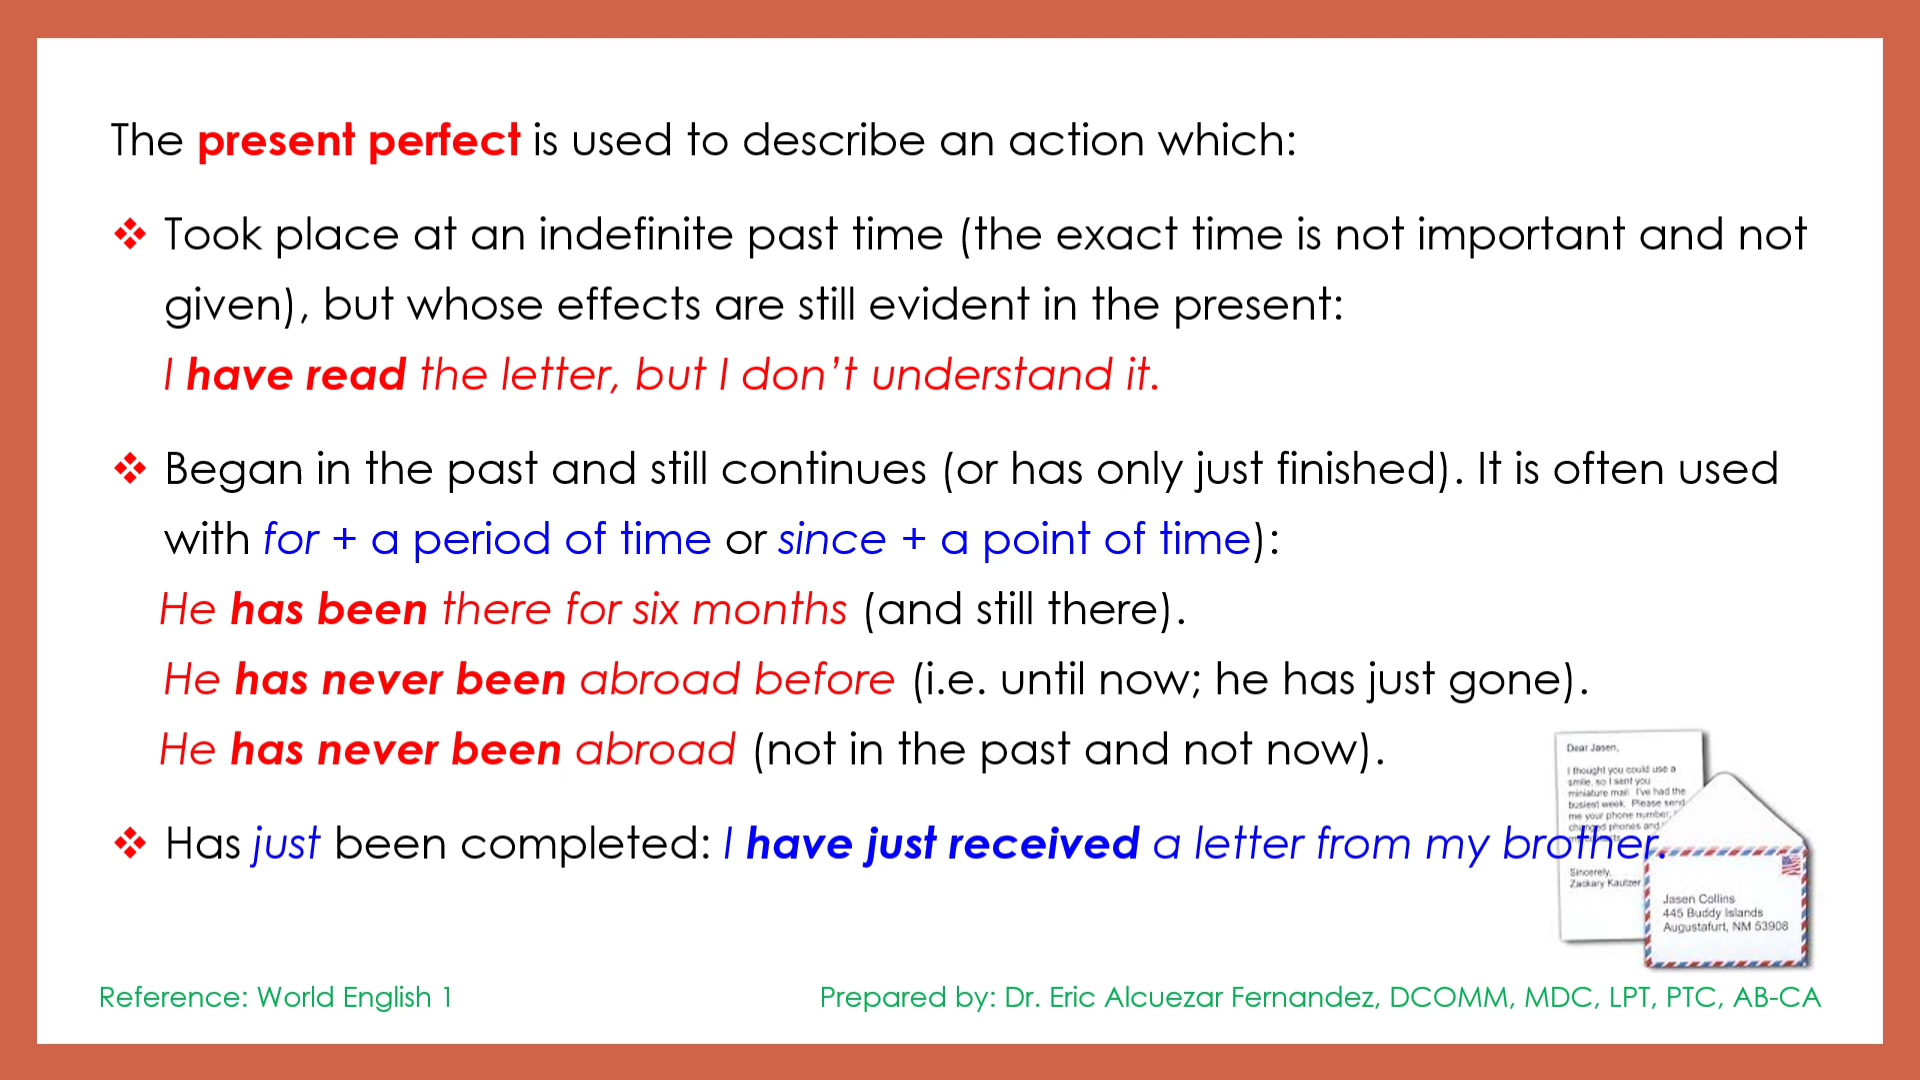 The present perfect is used to describe an action which:
❖ Took place at an indefinite past time (the exact time is not important and not
given), but whose effects are still evident in the present:
I have read the letter, but I don’t understand it.
❖ Began in the past and still continues (or has only just finished). It is often used
with for + a period of time or since + a point of time):
He has been there for six months (and still there).
He has never been abroad before (i.e. until now; he has just gone).
He has never been abroad (not in the past and not now).
❖ Has just been completed: I have just received a letter from my brother.
Dear Jasen,
I thought you could use a
smile, so I sent you
miniature mail. I've had the
busiest week. Please send
me your phone number,
changed phones and
Sincerely,
Zackary Kautzer
Jasen Collins
445 Buddy Islands
Augustafurt, NM 53908
Reference: World English 1
Prepared by: Dr. Eric Alcuezar Fernandez, DCOMM, MDC, LPT, PTC, AB-CA